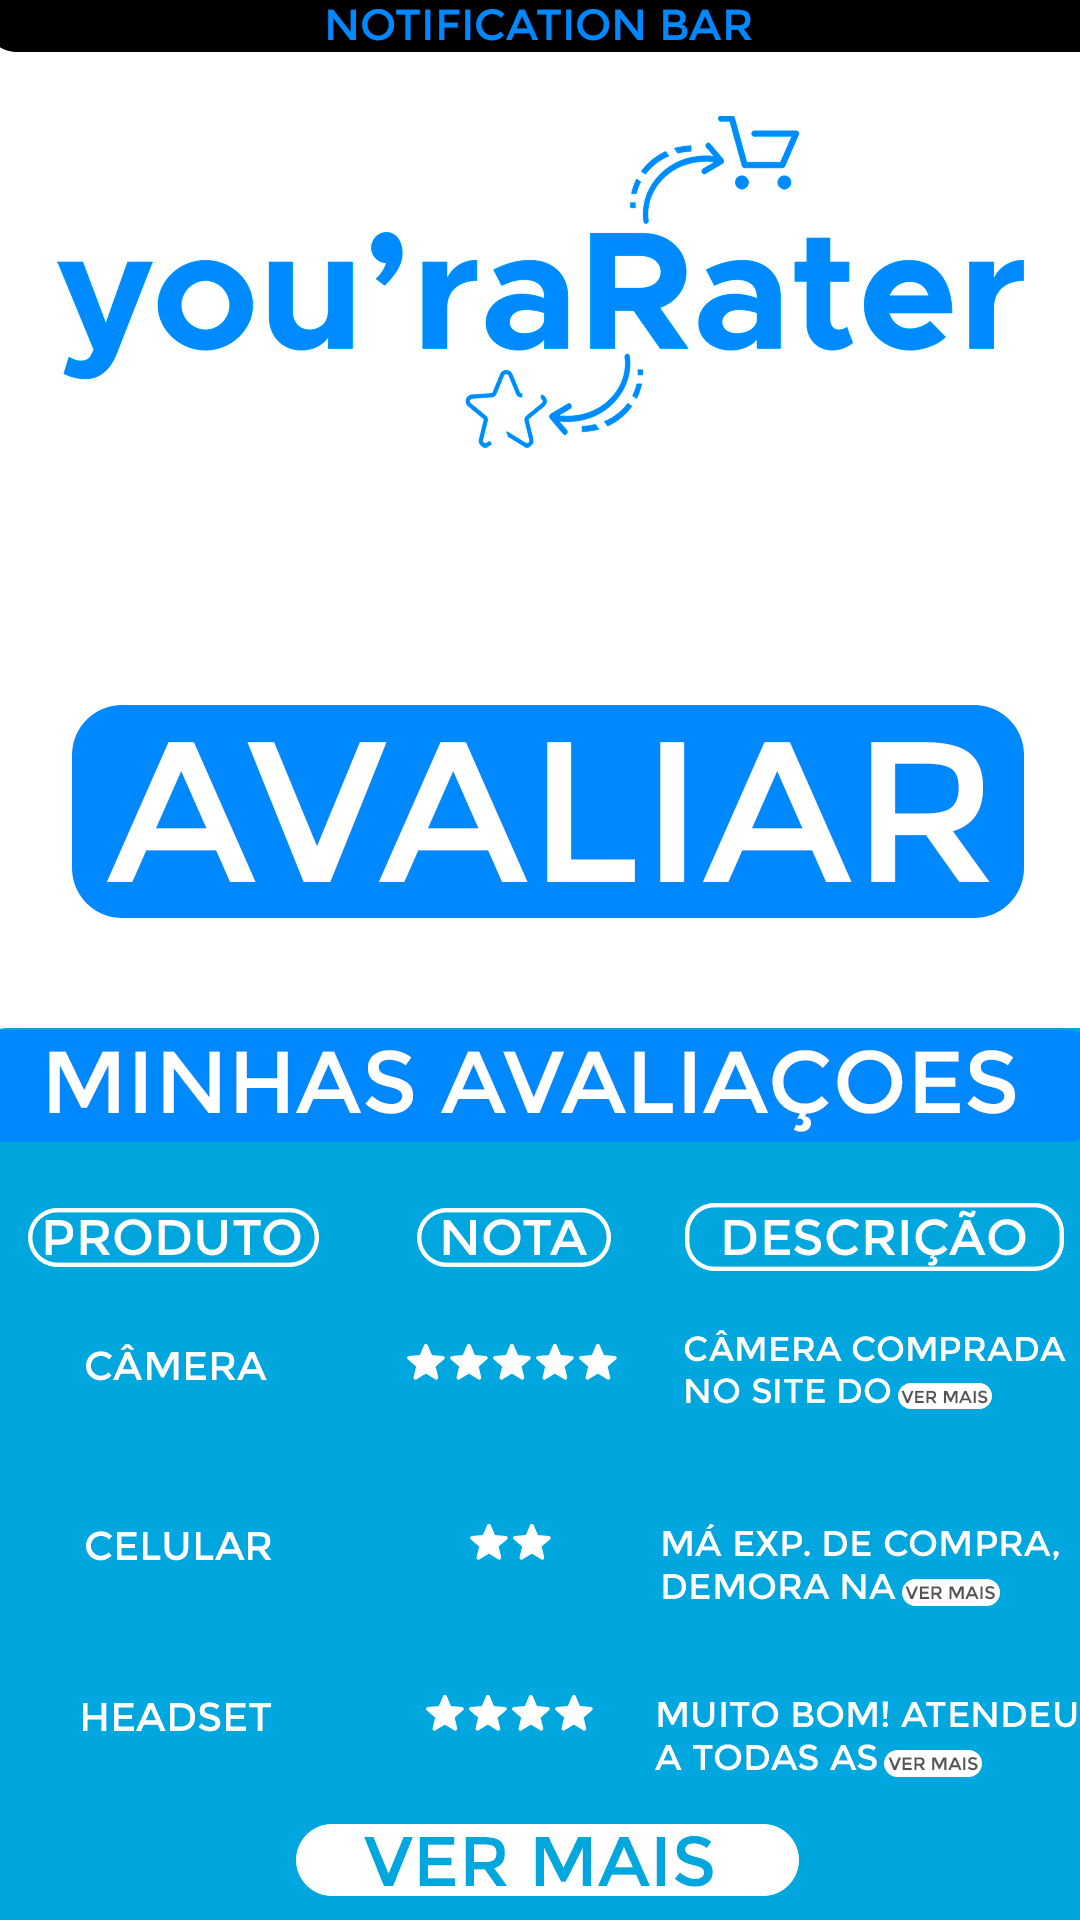 NOTIFICATION BAR
you'raRater
AVALIAR
MINHAS AVALIAÇOES
PRODUTO NOTA DESCRIÇÃO
CÂMERA
CÂMERA COMPRADA
NO SITE DO VER MAIS
CELULAR
MÁ EXP. DE COMPRA,
DEMORA NA VER MAIS
HEADSET
MUITO BOM! ATENDEU
A TODAS AS VER MAIS
VER MAIS